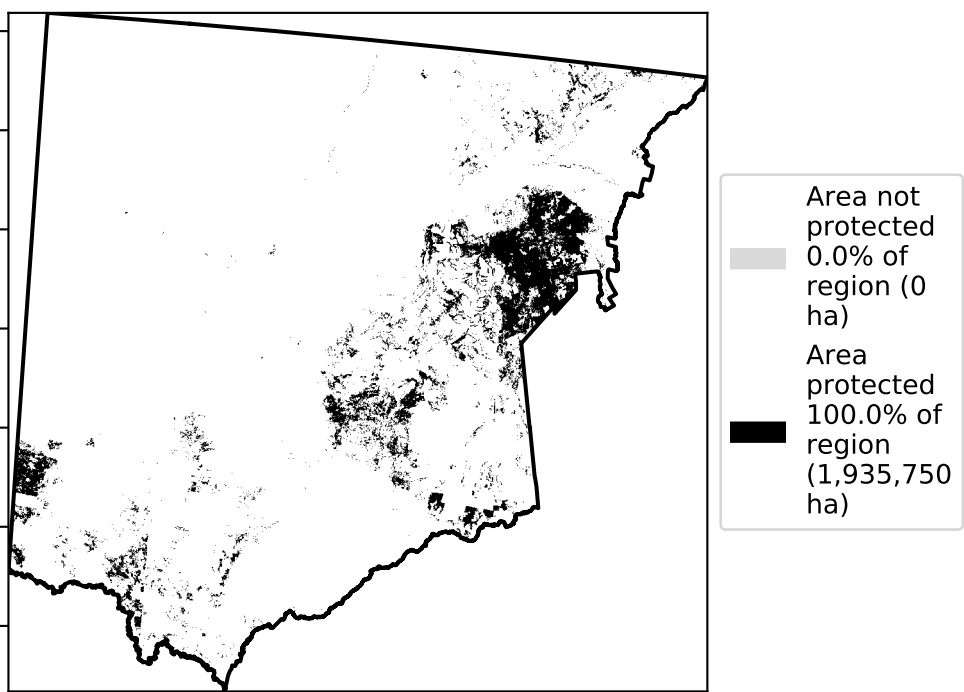 Area not
protected
0.0% of
region (0
ha)
Area
protected
100.0% of
region
(1,935,750
ha)